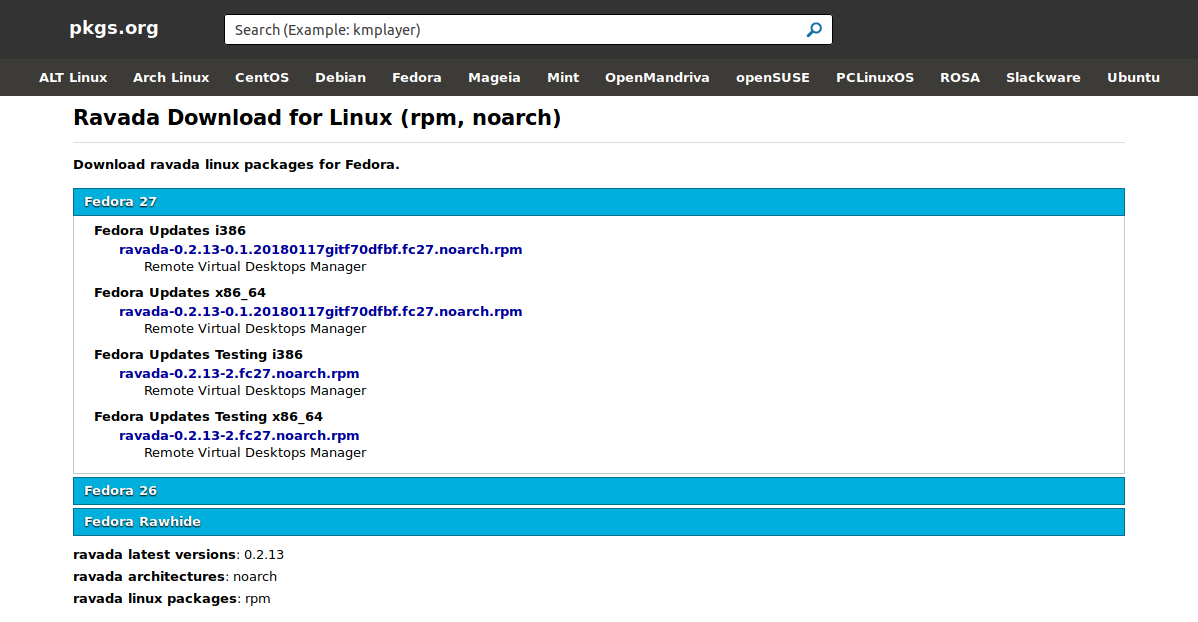 pkgs.org
Search (Example: kmplayer)
ALT Linux Arch Linux CentOS Debian Fedora Mageia Mint OpenMandriva openSUSE PCLinuxOS ROSA Slackware Ubuntu
Ravada Download for Linux (rpm, noarch)
Download ravada linux packages for Fedora.
Fedora 27
Fedora Updates i386
ravada-0.2.13-0.1.20180117gitf70dfbf.fc27.noarch.rpm
Remote Virtual Desktops Manager
Fedora Updates x86_64
ravada-0.2.13-0.1.20180117gitf70dfbf.fc27.noarch.rpm
Remote Virtual Desktops Manager
Fedora Updates Testing i386
ravada-0.2.13-2.fc27.noarch.rpm
Remote Virtual Desktops Manager
Fedora Updates Testing x86_64
ravada-0.2.13-2.fc27.noarch.rpm
Remote Virtual Desktops Manager
Fedora 26
Fedora Rawhide
ravada latest versions: 0.2.13
ravada architectures: noarch
ravada linux packages: rpm